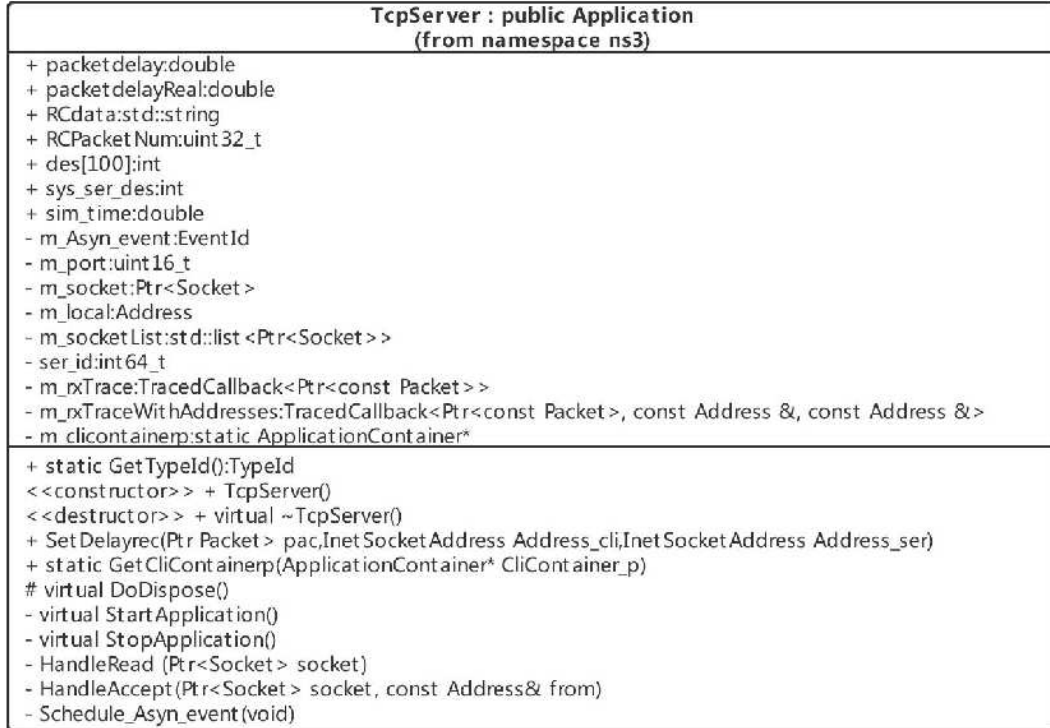 TcpServer : public Application
(from namespace ns3)
+ packetdelay:double
+ packetdelayReal:double
+ RCdata:std::string
+ RCPacketNum:uint32_t
+ des[100]:int
+ sys_ser_des:int
+ sim_time:double
- m_Asyn_event:EventId
- m_port:uint16_t
- m_socket:Ptr<Socket>
- m_local:Address
- m_socketList:std::list<Ptr<Socket>>
- ser_id:int64_t
- m_rxTrace:TracedCallback<Ptr<const Packet>>
- m_rxTraceWithAddresses:TracedCallback<Ptr<const Packet>, const Address &, const Address &>
- m_clicontainerp:static ApplicationContainer*
+ static GetTypeId():TypeId
<<constructor>> + TcpServer()
<<destructor>> + virtual ~TcpServer()
+ SetDelayrec(Ptr Packet> pac,InetSocketAddress Address_cli,InetSocketAddress Address_ser)
+ static GetCliContainerp(ApplicationContainer* CliContainer_p)
# virtual DoDispose()
- virtual StartApplication()
- virtual StopApplication()
- HandleRead (Ptr<Socket> socket)
- HandleAccept(Ptr<Socket> socket, const Address& from)
- Schedule_Asyn_event(void)